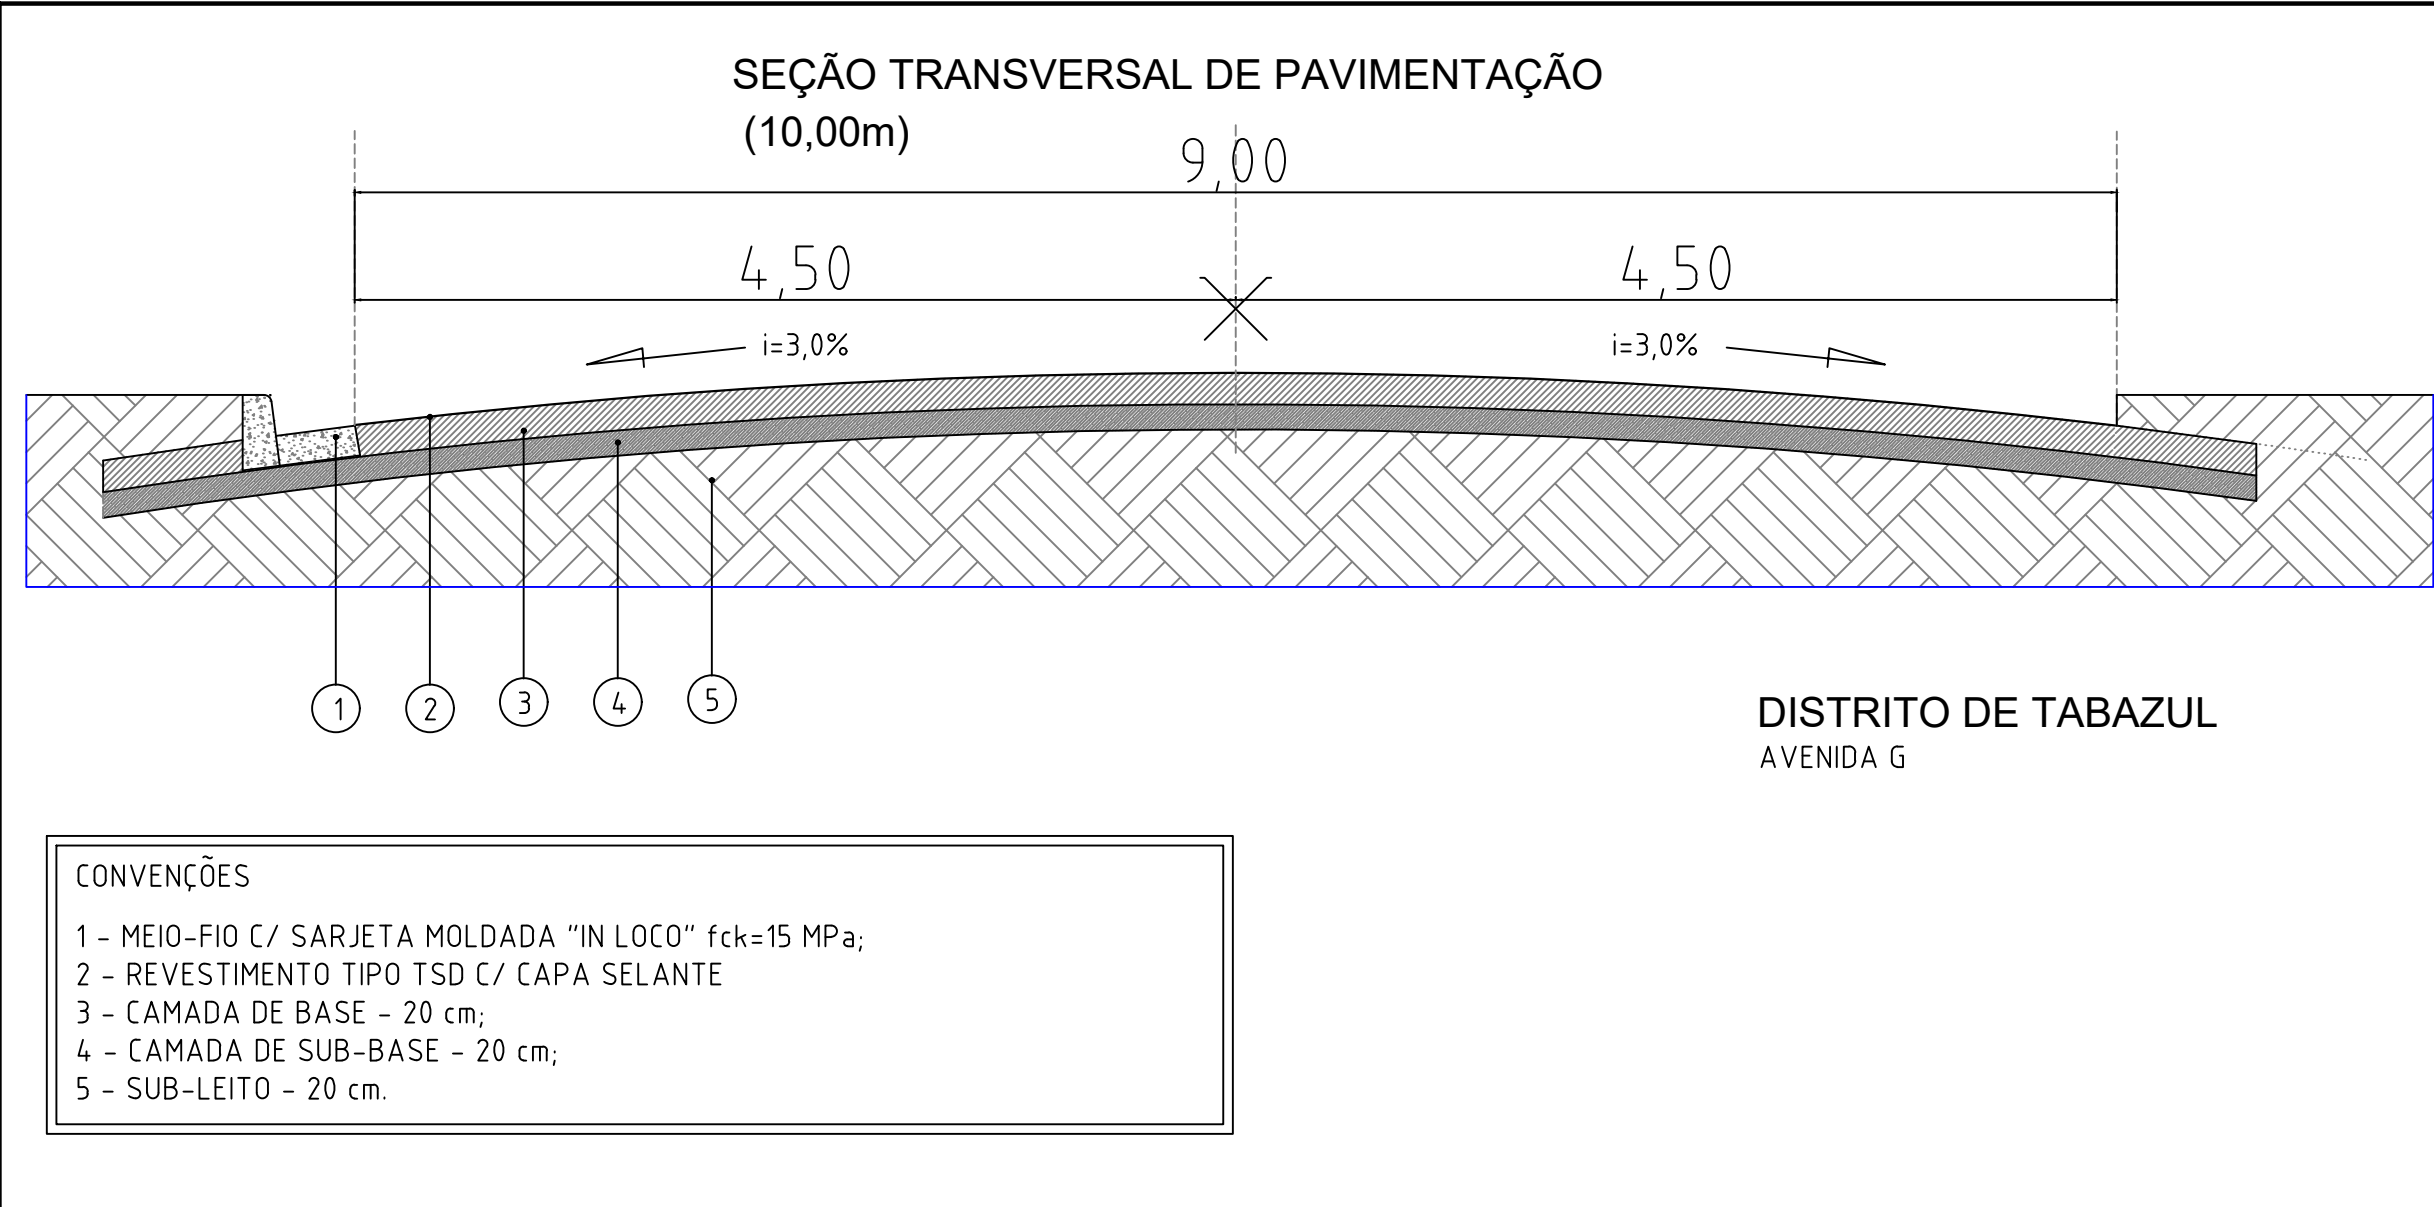 SEÇÃO TRANSVERSAL DE PAVIMENTAÇÃO
(10,00m)
9,00
4,50
4,50
i=3,0%
i=3,0%
1
2
3
4
5
DISTRITO DE TABAZUL
AVENIDA G
CONVENÇÕES
1 - MEIO-FIO C/ SARJETA MOLDADA "IN LOCO" fck=15 MPa;
2 - REVESTIMENTO TIPO TSD C/ CAPA SELANTE
3 - CAMADA DE BASE - 20 cm;
4 - CAMADA DE SUB-BASE - 20 cm;
5 - SUB-LEITO - 20 cm.